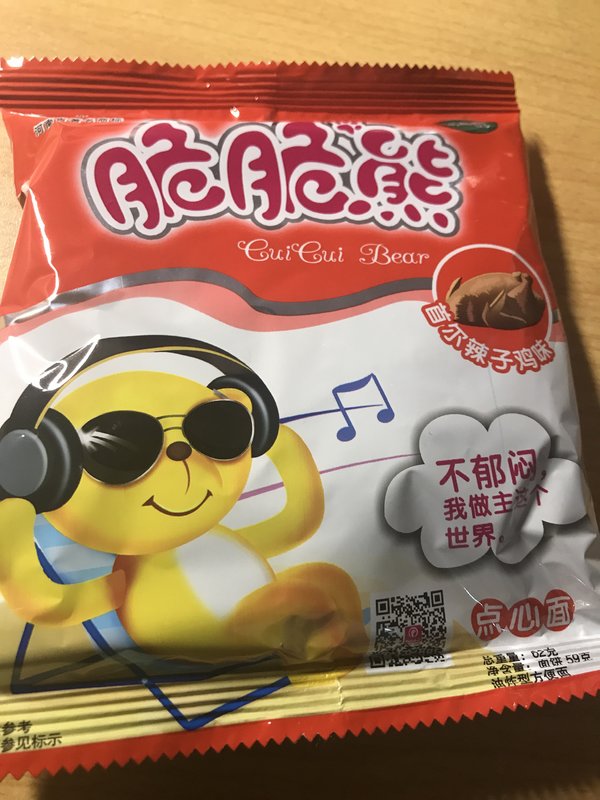 脆脆熊
CuiCui Bear
首尔辣子鸡味
不郁闷，
我做主这个
世界。
点心面
总重量：62克
净含量：面饼 59克
油炸型方便面
参考
参见标示